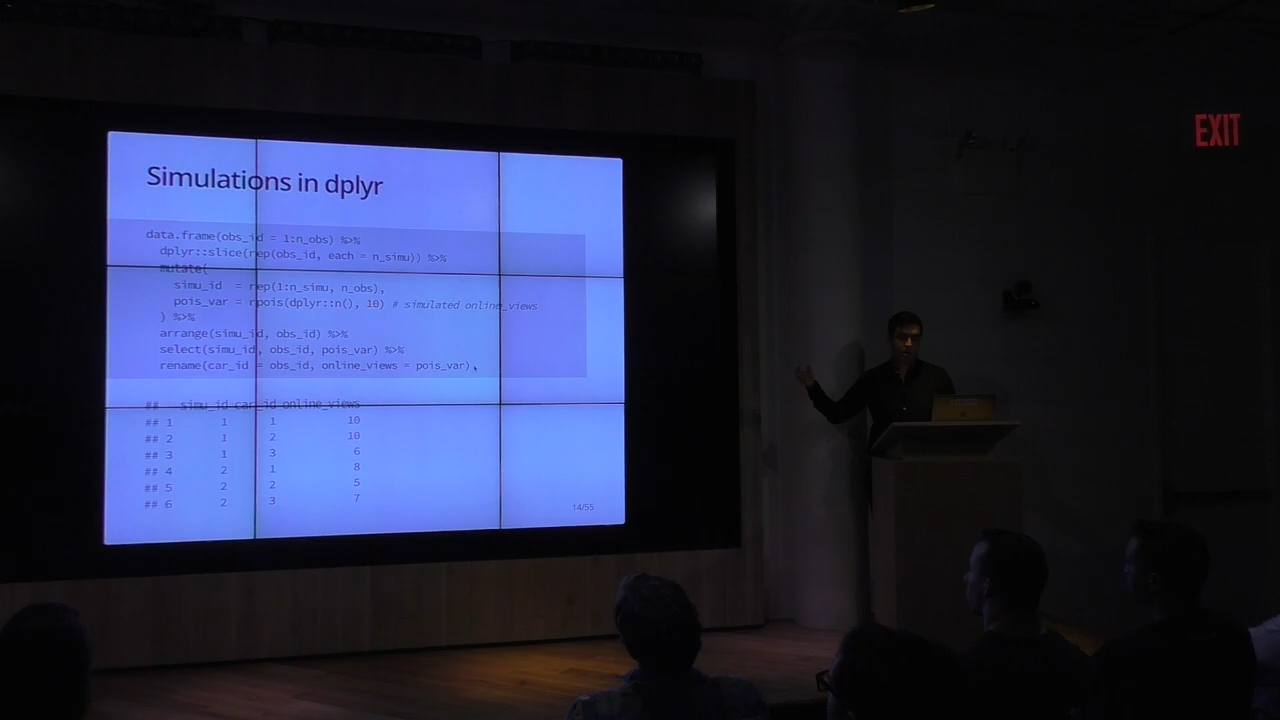 Simulations in dplyr
data.frame(obs_id = 1:n_obs) %>%
dplyr::slice(rep(obs_id, each = n_simu)) %>%
mutate(
simu_id = rep(1:n_simu, n_obs),
pois_var = rpois(dplyr::n(), 10) # simulated online_views
) %>%
arrange(simu_id, obs_id) %>%
select(simu_id, obs_id, pois_var) %>%
rename(car_id = obs_id, online_views = pois_var)
## simu_id car_id online_views
## 1 1 1 10
## 2 1 2 10
## 3 1 3 6
## 4 2 1 8
## 5 2 2 5
## 6 2 3 7
14/55
EXIT